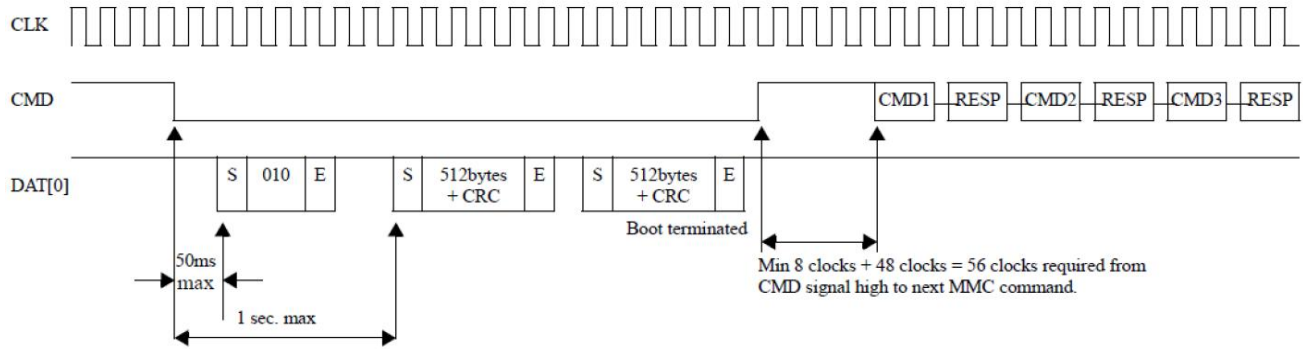 CLK
CMD
CMD1 RESP CMD2 RESP CMD3 RESP
DAT[0]
S 010 E S 512bytes E S 512bytes E
+ CRC + CRC
Boot terminated
50ms
max
Min 8 clocks + 48 clocks = 56 clocks required from
CMD signal high to next MMC command.
1 sec. max